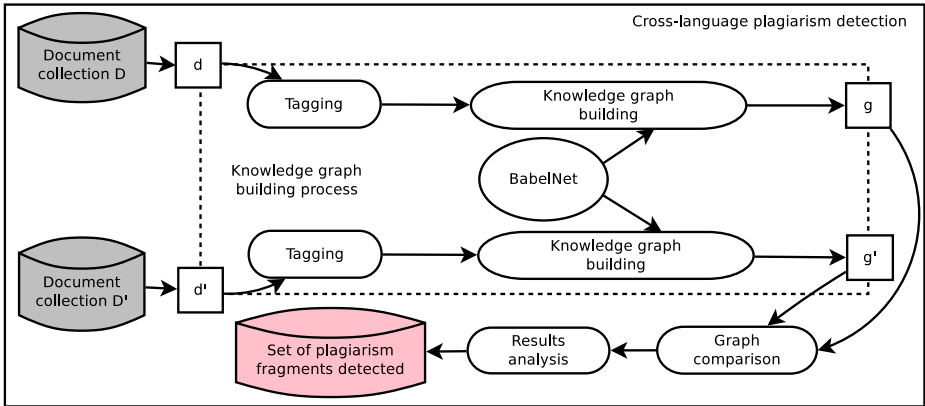 Cross-language plagiarism detection
Document
collection D
d
Tagging
Knowledge graph
building
g
Knowledge graph
building process
BabelNet
Document
collection D'
d'
Tagging
Knowledge graph
building
g'
Set of plagiarism
fragments detected
Results
analysis
Graph
comparison